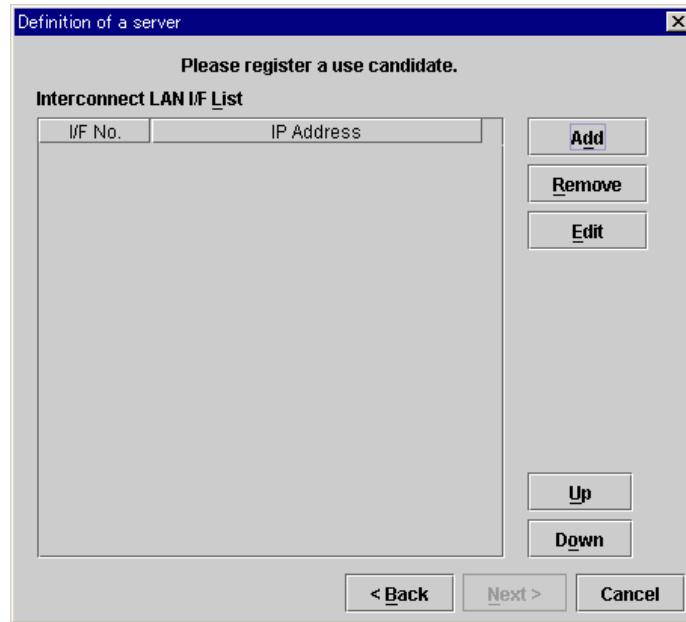 Definition of a server
Please register a use candidate.
Interconnect LAN I/F List
I/F No. IP Address
Add
Remove
Edit
Up
Down
< Back Next > Cancel